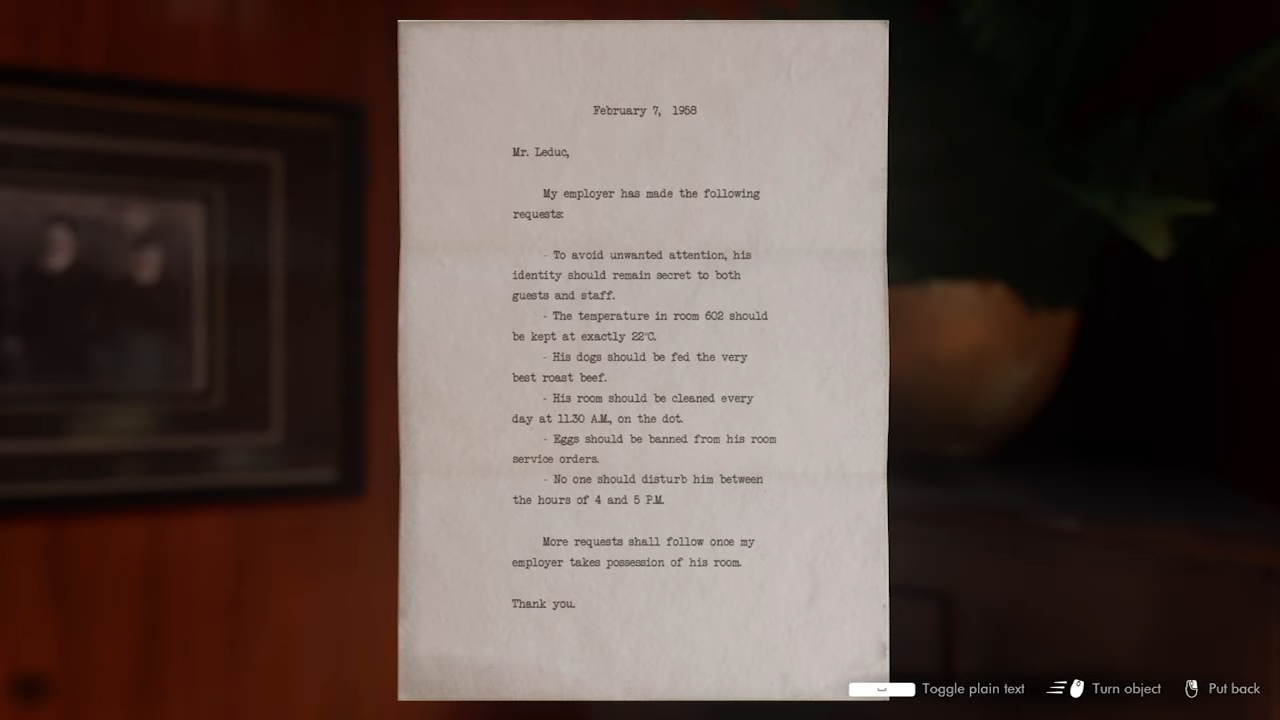 February 7, 1958
Mr. Leduc,
My employer has made the following
requests:
- To avoid unwanted attention, his
identity should remain secret to both
guests and staff.
- The temperature in room 602 should
be kept at exactly 22°C.
- His dogs should be fed the very
best roast beef.
- His room should be cleaned every
day at 11.30 A.M., on the dot.
- Eggs should be banned from his room
service orders.
- No one should disturb him between
the hours of 4 and 5 P.M.
More requests shall follow once my
employer takes possession of his room.
Thank you.
Toggle plain text
Turn object
Put back